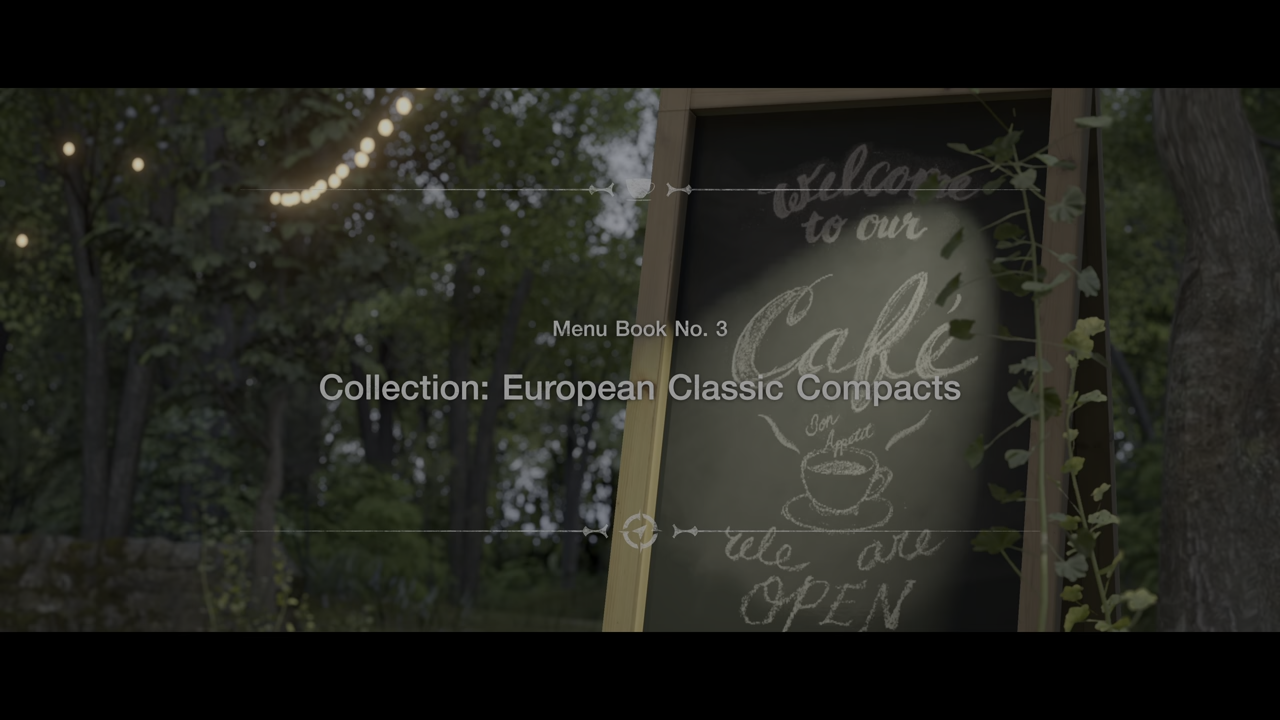 welcome
to our
Menu Book No. 3
Café
Collection: European Classic Compacts
Bon
Appetit
We are
OPEN